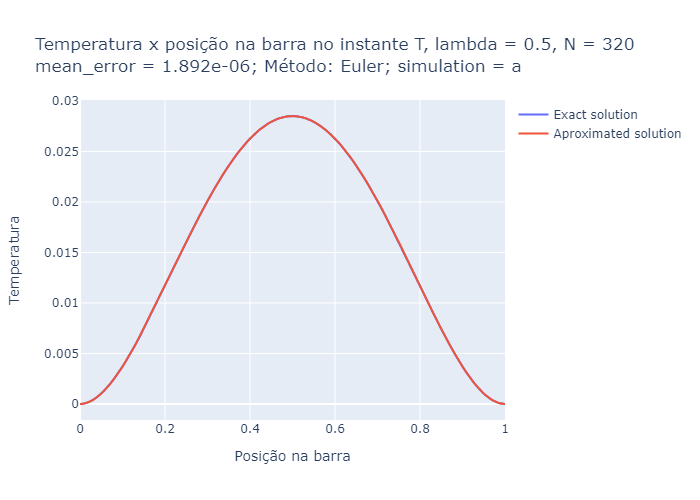 Temperatura x posição na barra no instante T, lambda = 0.5, N = 320
mean_error = 1.892e-06; Método: Euler; simulation = a
Exact solution
Aproximated solution
Temperatura
0.03
0.025
0.02
0.015
0.01
0.005
0
0
0.2
0.4
0.6
0.8
1
Posição na barra